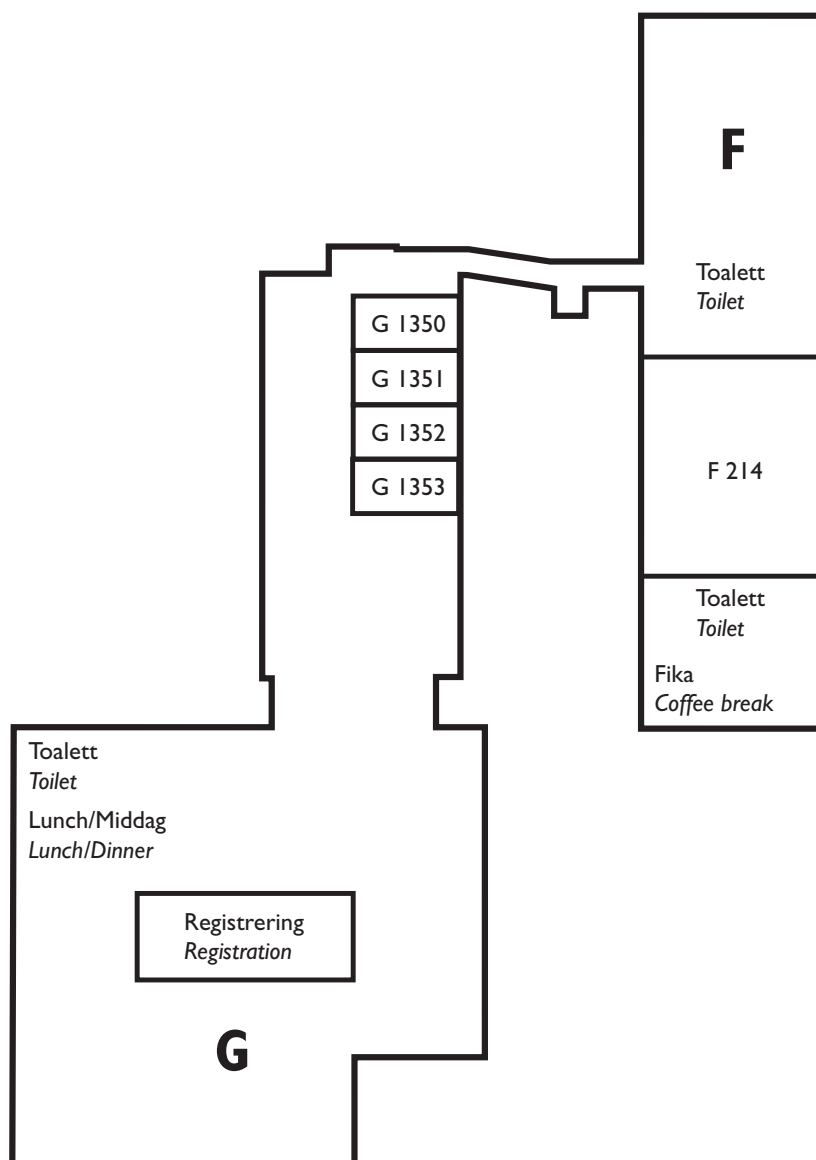 F
Toalett
Toilet
G 1350
G 1351
G 1352
G 1353
F 214
Toalett
Toilet
Fika
Coffee break
Toalett
Toilet
Lunch/Middag
Lunch/Dinner
Registrering
Registration
G